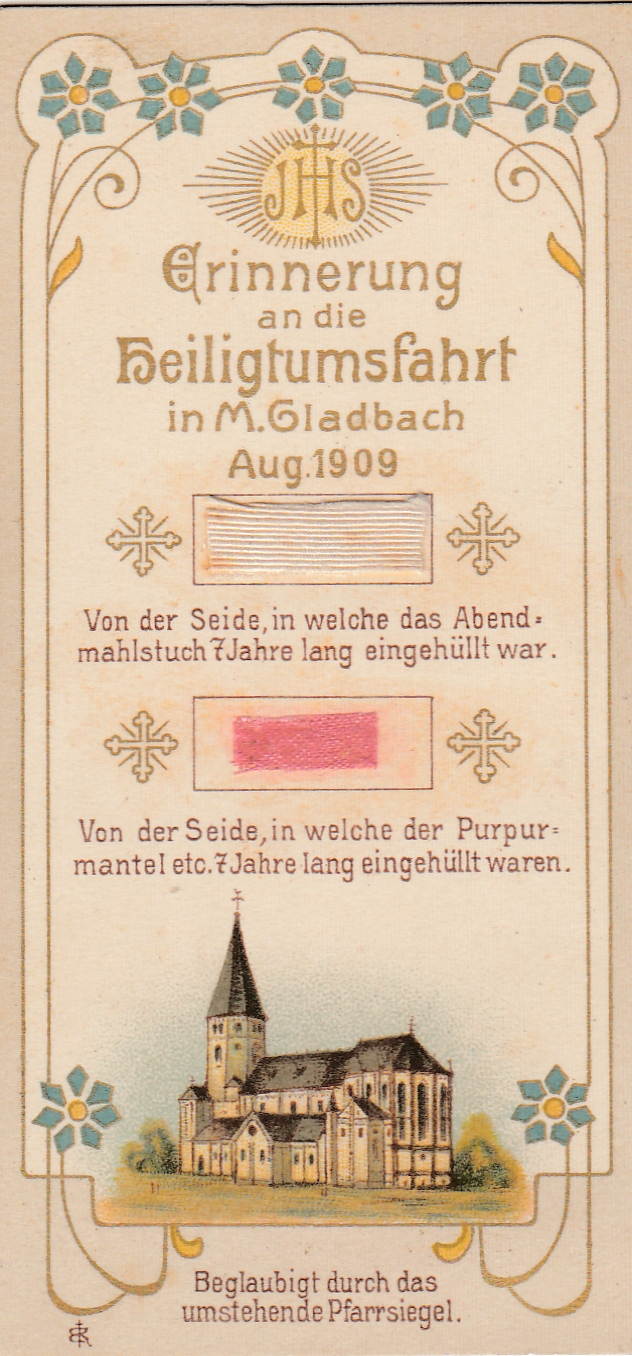 JHS
Erinnerung
an die
Heiligtumsfahrt
in M.Gladbach
Aug.1909
Von der Seide, in welche das Abend=
mahlstuch 7 Jahre lang eingehüllt war.
Von der Seide, in welche der Purpur=
mantel etc. 7 Jahre lang eingehüllt waren.
Beglaubigt durch das
umstehende Pfarrsiegel.